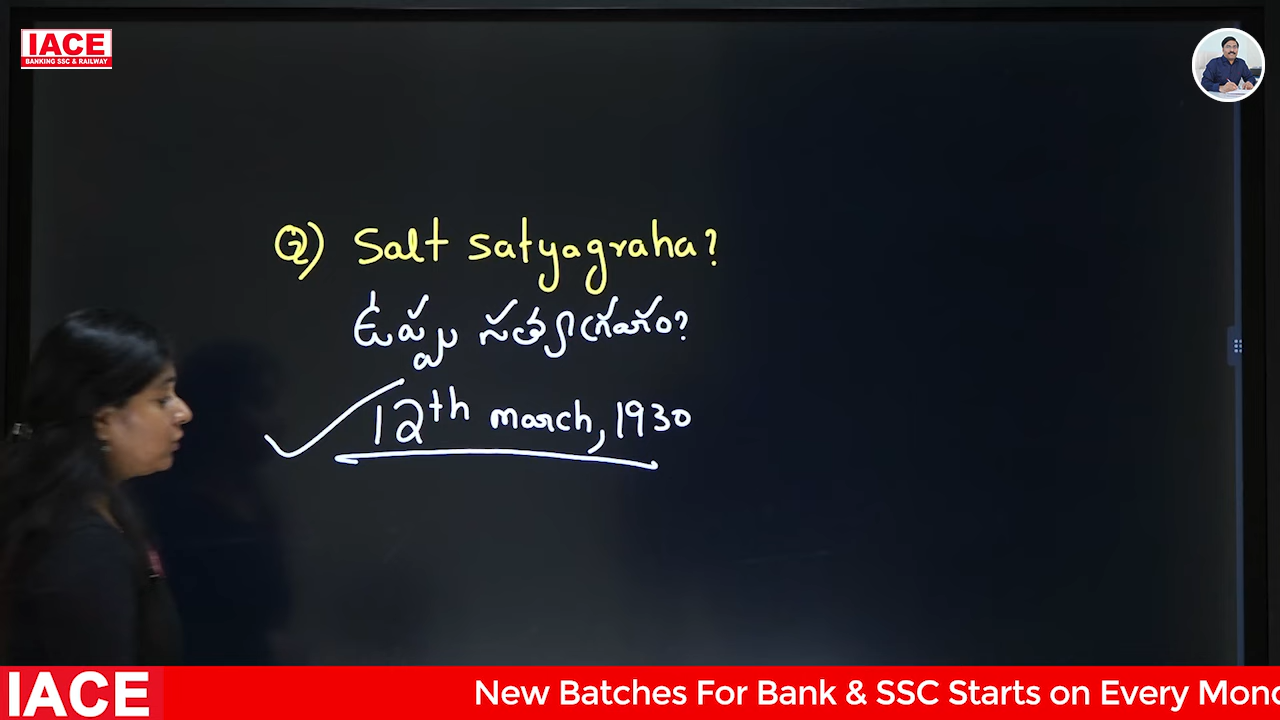 IACE
BANKING SSC & RAILWAY
Q) Salt satyagraha?
ఉప్పు సత్యాగ్రహం?
12th march, 1930
IACE
New Batches For Bank & SSC Starts on Every Mond